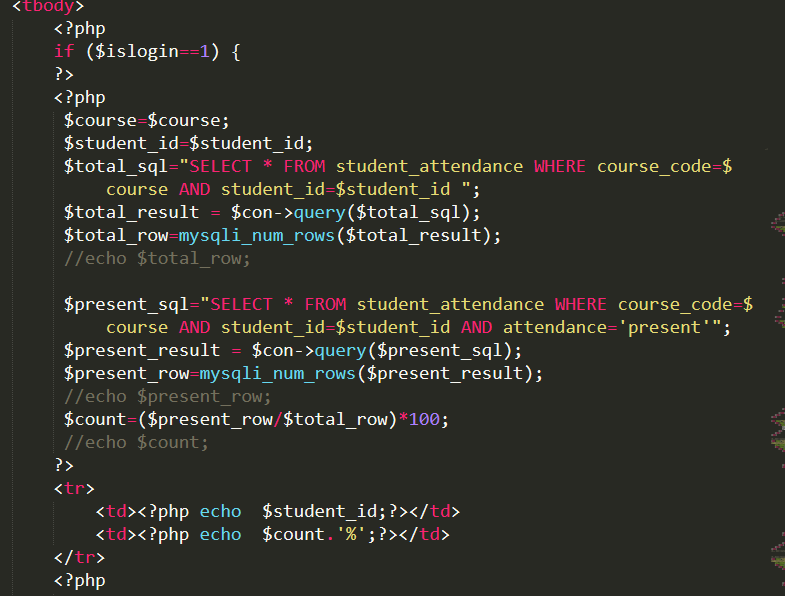 <tbody>
<?php
if ($islogin==1) {
?>
<?php
$course=$course;
$student_id=$student_id;
$total_sql="SELECT * FROM student_attendance WHERE course_code=$
course AND student_id=$student_id ";
$total_result = $con->query($total_sql);
$total_row=mysqli_num_rows($total_result);
//echo $total_row;
$present_sql="SELECT * FROM student_attendance WHERE course_code=$
course AND student_id=$student_id AND attendance='present'";
$present_result = $con->query($present_sql);
$present_row=mysqli_num_rows($present_result);
//echo $present_row;
$count=($present_row/$total_row)*100;
//echo $count;
?>
<tr>
<td><?php echo  $student_id;?></td>
<td><?php echo  $count.'%';?></td>
</tr>
<?php